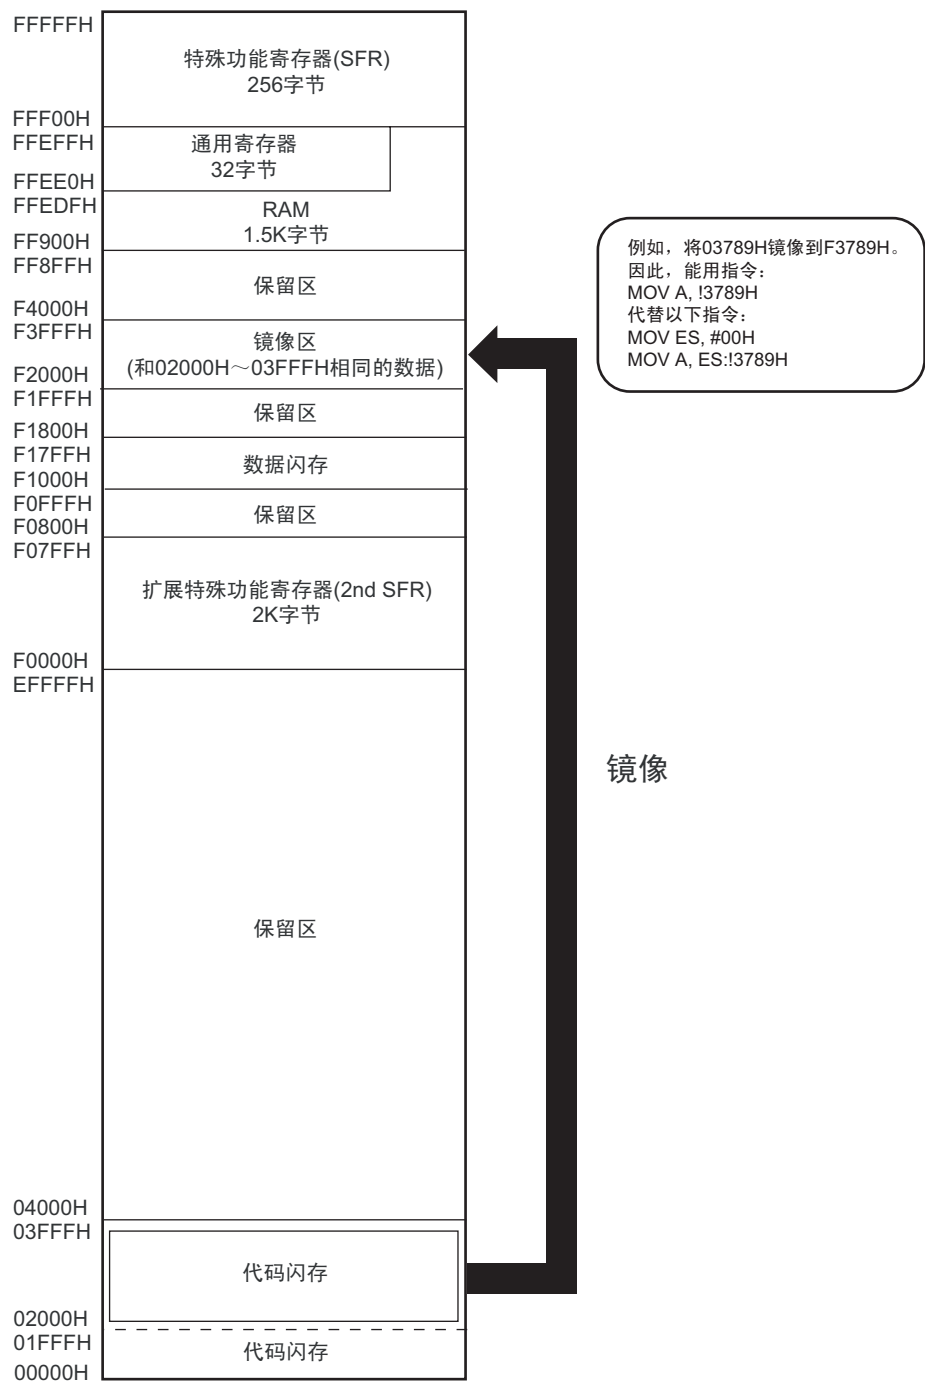 FFFFFH
特殊功能寄存器(SFR)
256字节
FFF00H
FFEFFH
通用寄存器
32字节
FFEE0H
FFEDFH
RAM
1.5K字节
FF900H
FF8FFH
保留区
F4000H
F3FFFH
镜像区
(和02000H～03FFFH相同的数据)
F2000H
F1FFFH
保留区
F1800H
F17FFH
数据闪存
F1000H
F0FFFH
保留区
F0800H
F07FFH
扩展特殊功能寄存器(2nd SFR)
2K字节
F0000H
EFFFFH
保留区
04000H
03FFFH
代码闪存
02000H
01FFFH
代码闪存
00000H
例如，将03789H镜像到F3789H。
因此，能用指令：
MOV A, !3789H
代替以下指令：
MOV ES, #00H
MOV A, ES:!3789H
镜像